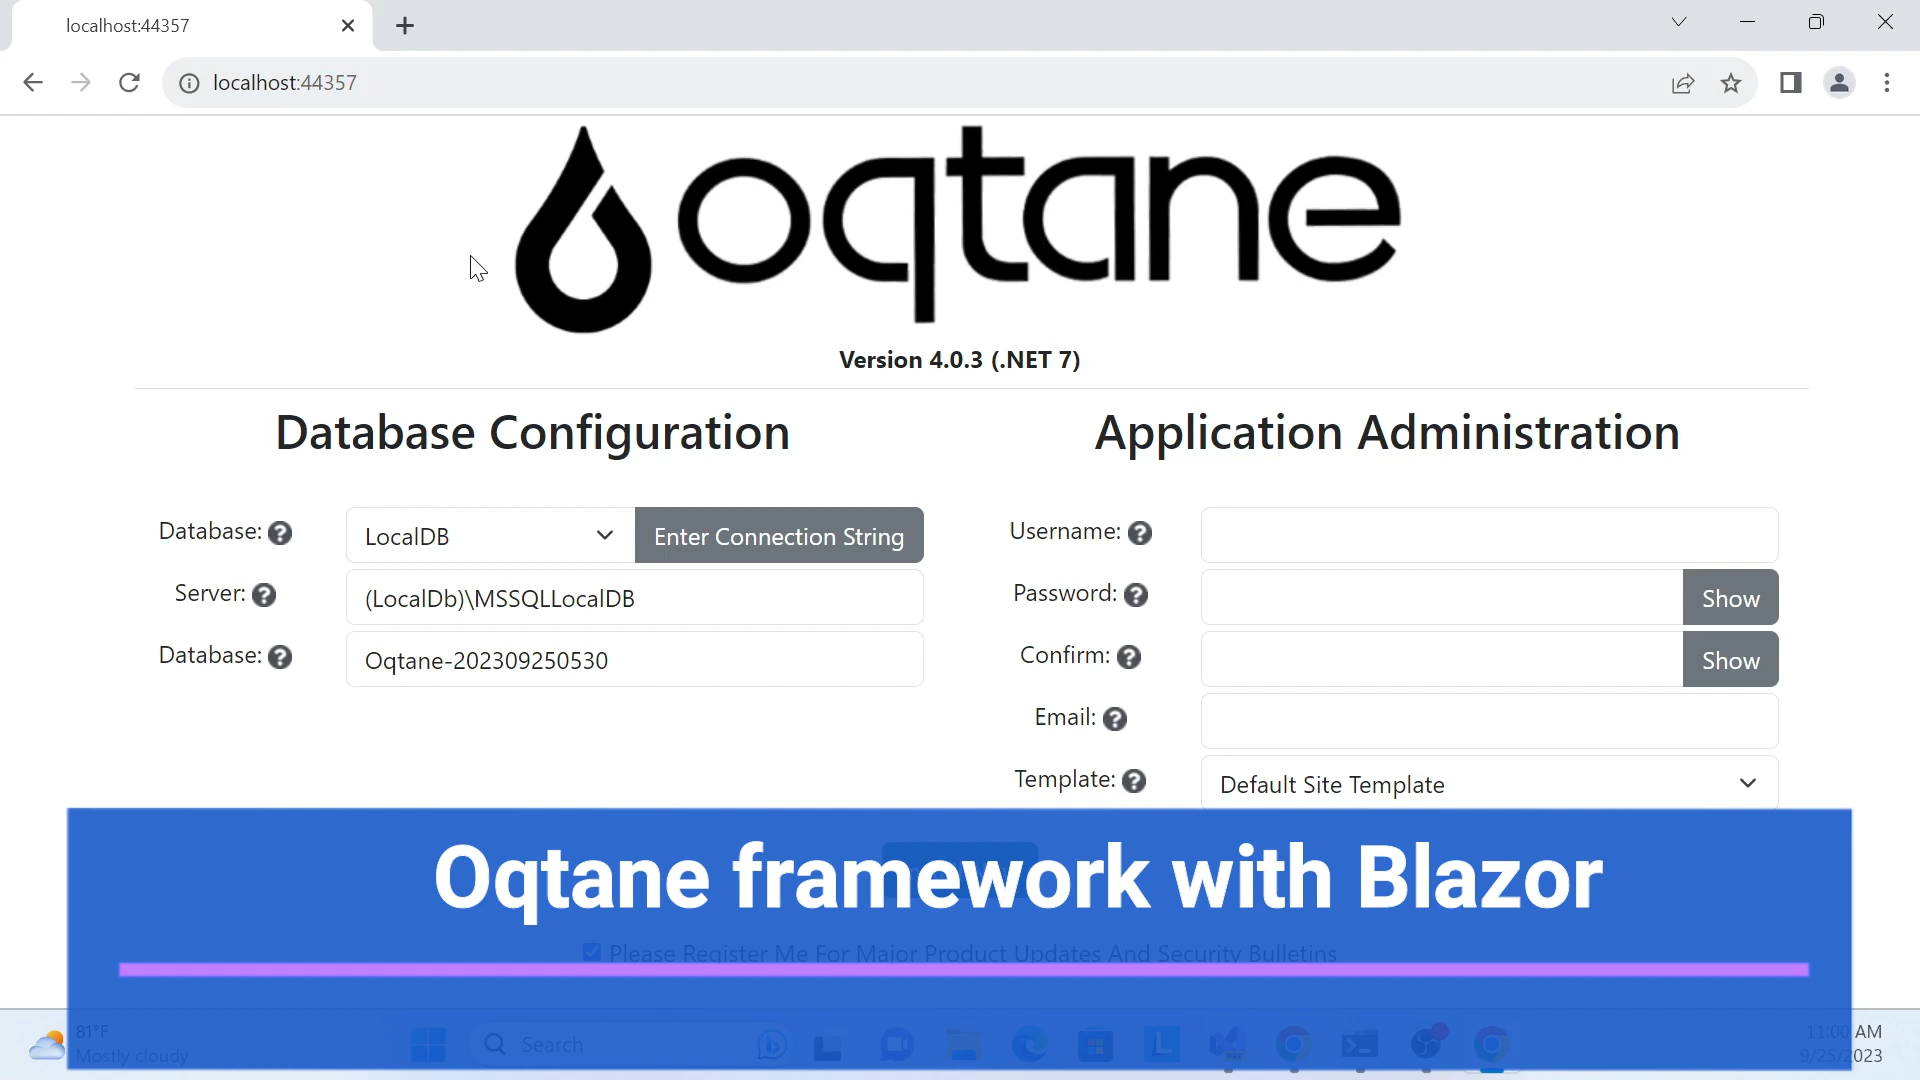 localhost:44357
localhost:44357
oqtane
Version 4.0.3 (.NET 7)
Database Configuration
Application Administration
Database: ?
LocalDB
Enter Connection String
Server: ?
(LocalDb)\MSSQLLocalDB
Database: ?
Oqtane-202309250530
Username: ?
Password: ?
Show
Confirm: ?
Show
Email: ?
Template: ?
Default Site Template
Oqtane framework with Blazor
Please Register Me For Major Product Updates And Security Bulletins
81°F
Mostly cloudy
Search
PRE
11:00 AM
9/25/2023